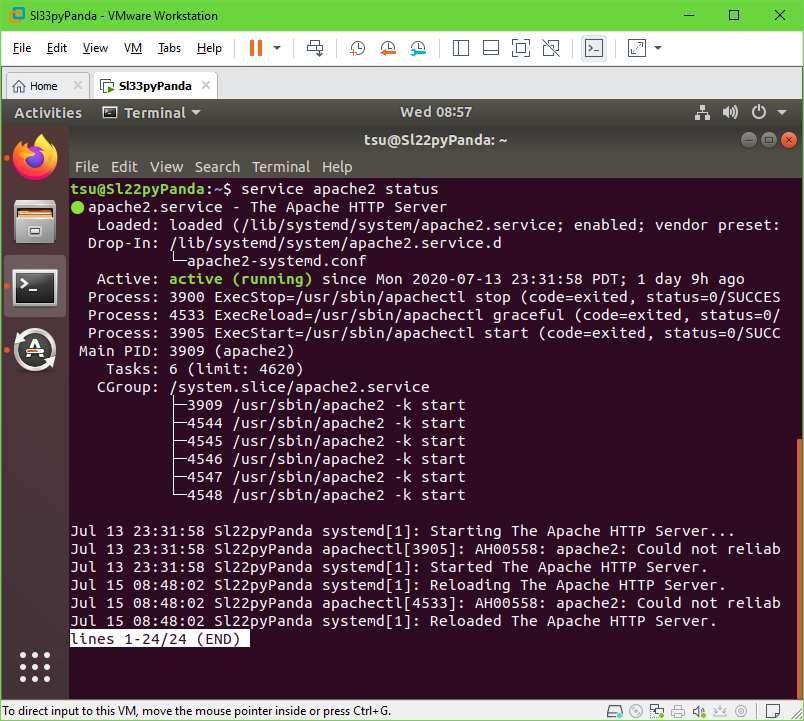 Sl33pyPanda - VMware Workstation
File Edit View VM Tabs Help
Home Sl33pyPanda
Activities Terminal Wed 08:57
tsu@Sl22pyPanda: ~
File Edit View Search Terminal Help
tsu@Sl22pyPanda:~$ service apache2 status
apache2.service - The Apache HTTP Server
Loaded: loaded (/lib/systemd/system/apache2.service; enabled; vendor preset:
Drop-In: /lib/systemd/system/apache2.service.d
└─apache2-systemd.conf
Active: active (running) since Mon 2020-07-13 23:31:58 PDT; 1 day 9h ago
Process: 3900 ExecStop=/usr/sbin/apachectl stop (code=exited, status=0/SUCCES
Process: 4533 ExecReload=/usr/sbin/apachectl graceful (code=exited, status=0/
Process: 3905 ExecStart=/usr/sbin/apachectl start (code=exited, status=0/SUCC
Main PID: 3909 (apache2)
Tasks: 6 (limit: 4620)
CGroup: /system.slice/apache2.service
├─3909 /usr/sbin/apache2 -k start
├─4544 /usr/sbin/apache2 -k start
├─4545 /usr/sbin/apache2 -k start
├─4546 /usr/sbin/apache2 -k start
├─4547 /usr/sbin/apache2 -k start
└─4548 /usr/sbin/apache2 -k start
Jul 13 23:31:58 Sl22pyPanda systemd[1]: Starting The Apache HTTP Server...
Jul 13 23:31:58 Sl22pyPanda apachectl[3905]: AH00558: apache2: Could not reliab
Jul 13 23:31:58 Sl22pyPanda systemd[1]: Started The Apache HTTP Server.
Jul 15 08:48:02 Sl22pyPanda systemd[1]: Reloading The Apache HTTP Server.
Jul 15 08:48:02 Sl22pyPanda apachectl[4533]: AH00558: apache2: Could not reliab
Jul 15 08:48:02 Sl22pyPanda systemd[1]: Reloaded The Apache HTTP Server.
lines 1-24/24 (END)
To direct input to this VM, move the mouse pointer inside or press Ctrl+G.